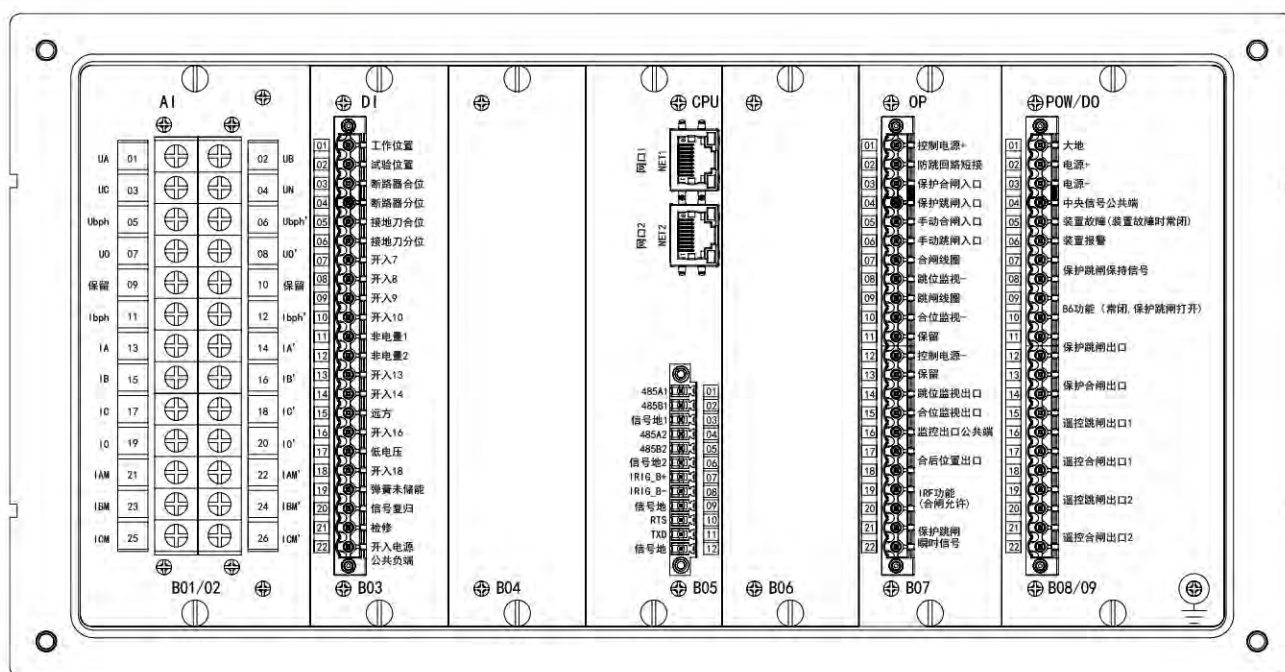 AI
UA 01 02 UB
UC 03 04 UN
Ubph 05 06 Ubph'
U0 07 08 U0'
保留 09 10 保留
Ibph 11 12 Ibph'
IA 13 14 IA'
IB 15 16 IB'
IC 17 18 IC'
I0 19 20 I0'
IAM 21 22 IAM'
IBM 23 24 IBM'
ICM 25 26 ICM'
B01/02
DI
01 工作位置
02 试验位置
03 断路器合位
04 断路器分位
05 接地刀合位
06 接地刀分位
07 开入7
08 开入8
09 开入9
10 开入10
11 非电量1
12 非电量2
13 开入13
14 开入14
15 远方
16 开入16
17 低电压
18 开入18
19 弹簧未储能
20 信号复归
21 检修
22 开入电源
公共负端
B03
B04
CPU
网口1 NET1
网口2 NET2
485A1 01
485B1 02
信号地1 03
485A2 04
485B2 05
信号地2 06
IRIG_B+ 07
IRIG_B- 08
信号地 09
RTS 10
TXD 11
信号地 12
B05
B06
OP
01 控制电源+
02 防跳回路短接
03 保护合闸入口
04 保护跳闸入口
05 手动合闸入口
06 手动跳闸入口
07 合闸线圈
08 跳位监视-
09 跳闸线圈
10 合位监视-
11 保留
12 控制电源-
13 保留
14 跳位监视出口
15 合位监视出口
16 监控出口公共端
17
合后位置出口
18
19
IRF功能
(合闸允许)
20
21
保护跳闸
瞬时信号
22
B07
POW/DO
01 大地
02 电源+
03 电源-
04 中央信号公共端
05 装置故障(装置故障时常闭)
06 装置报警
07
保护跳闸保持信号
08
09
B6功能 (常闭,保护跳闸打开)
10
11
保护跳闸出口
12
13
保护合闸出口
14
15
遥控跳闸出口1
16
17
遥控合闸出口1
18
19
遥控跳闸出口2
20
21
遥控合闸出口2
22
B08/09